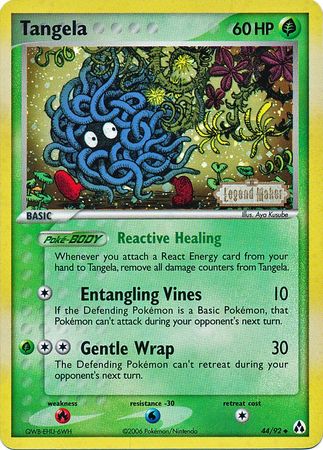 Tangela
60 HP
Legend Maker
BASIC
Illus. Aya Kusube
Poké-BODY Reactive Healing
Whenever you attach a React Energy card from your
hand to Tangela, remove all damage counters from Tangela.
Entangling Vines 10
If the Defending Pokémon is a Basic Pokémon, that
Pokémon can't attack during your opponent's next turn.
Gentle Wrap 30
The Defending Pokémon can't retreat during your
opponent's next turn.
weakness
resistance -30
retreat cost
QWB-EHU-6WH
©2006 Pokémon/Nintendo
44/92